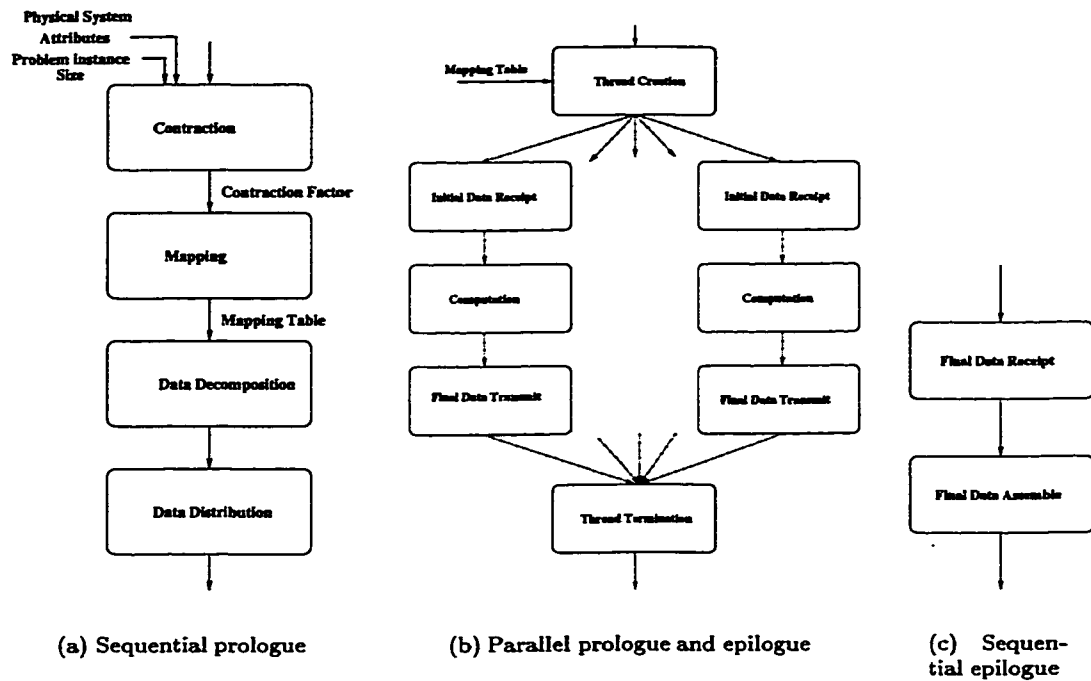 Physical System
Attributes
Problem Instance
Size
Contraction
Contraction Factor
Mapping
Mapping Table
Data Decomposition
Data Distribution
(a) Sequential prologue
Mapping Table
Thread Creation
Initial Data Receipt
Initial Data Receipt
Computation
Computation
Final Data Transmit
Final Data Transmit
Thread Termination
(b) Parallel prologue and epilogue
Final Data Receipt
Final Data Assemble
(c) Sequen-
tial epilogue